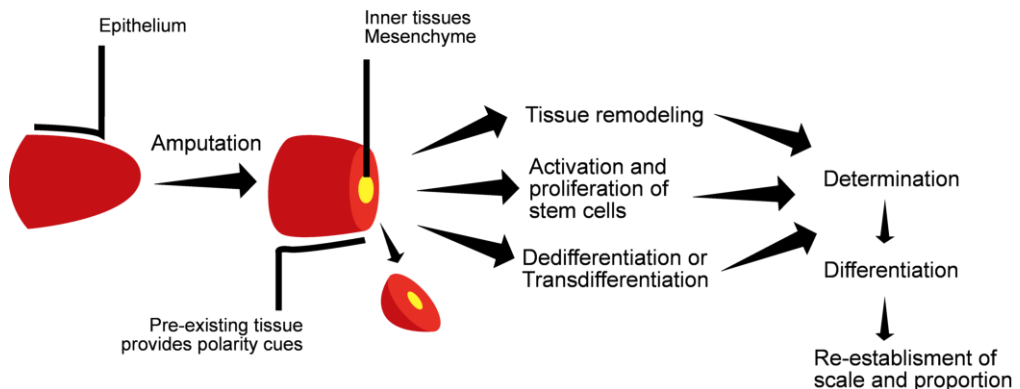 Epithelium
Inner tissues
Mesenchyme
Amputation
Tissue remodeling
Activation and
proliferation of
stem cells
Dedifferentiation or
Transdifferentiation
Determination
Differentiation
Pre-existing tissue
provides polarity cues
Re-establisment of
scale and proportion